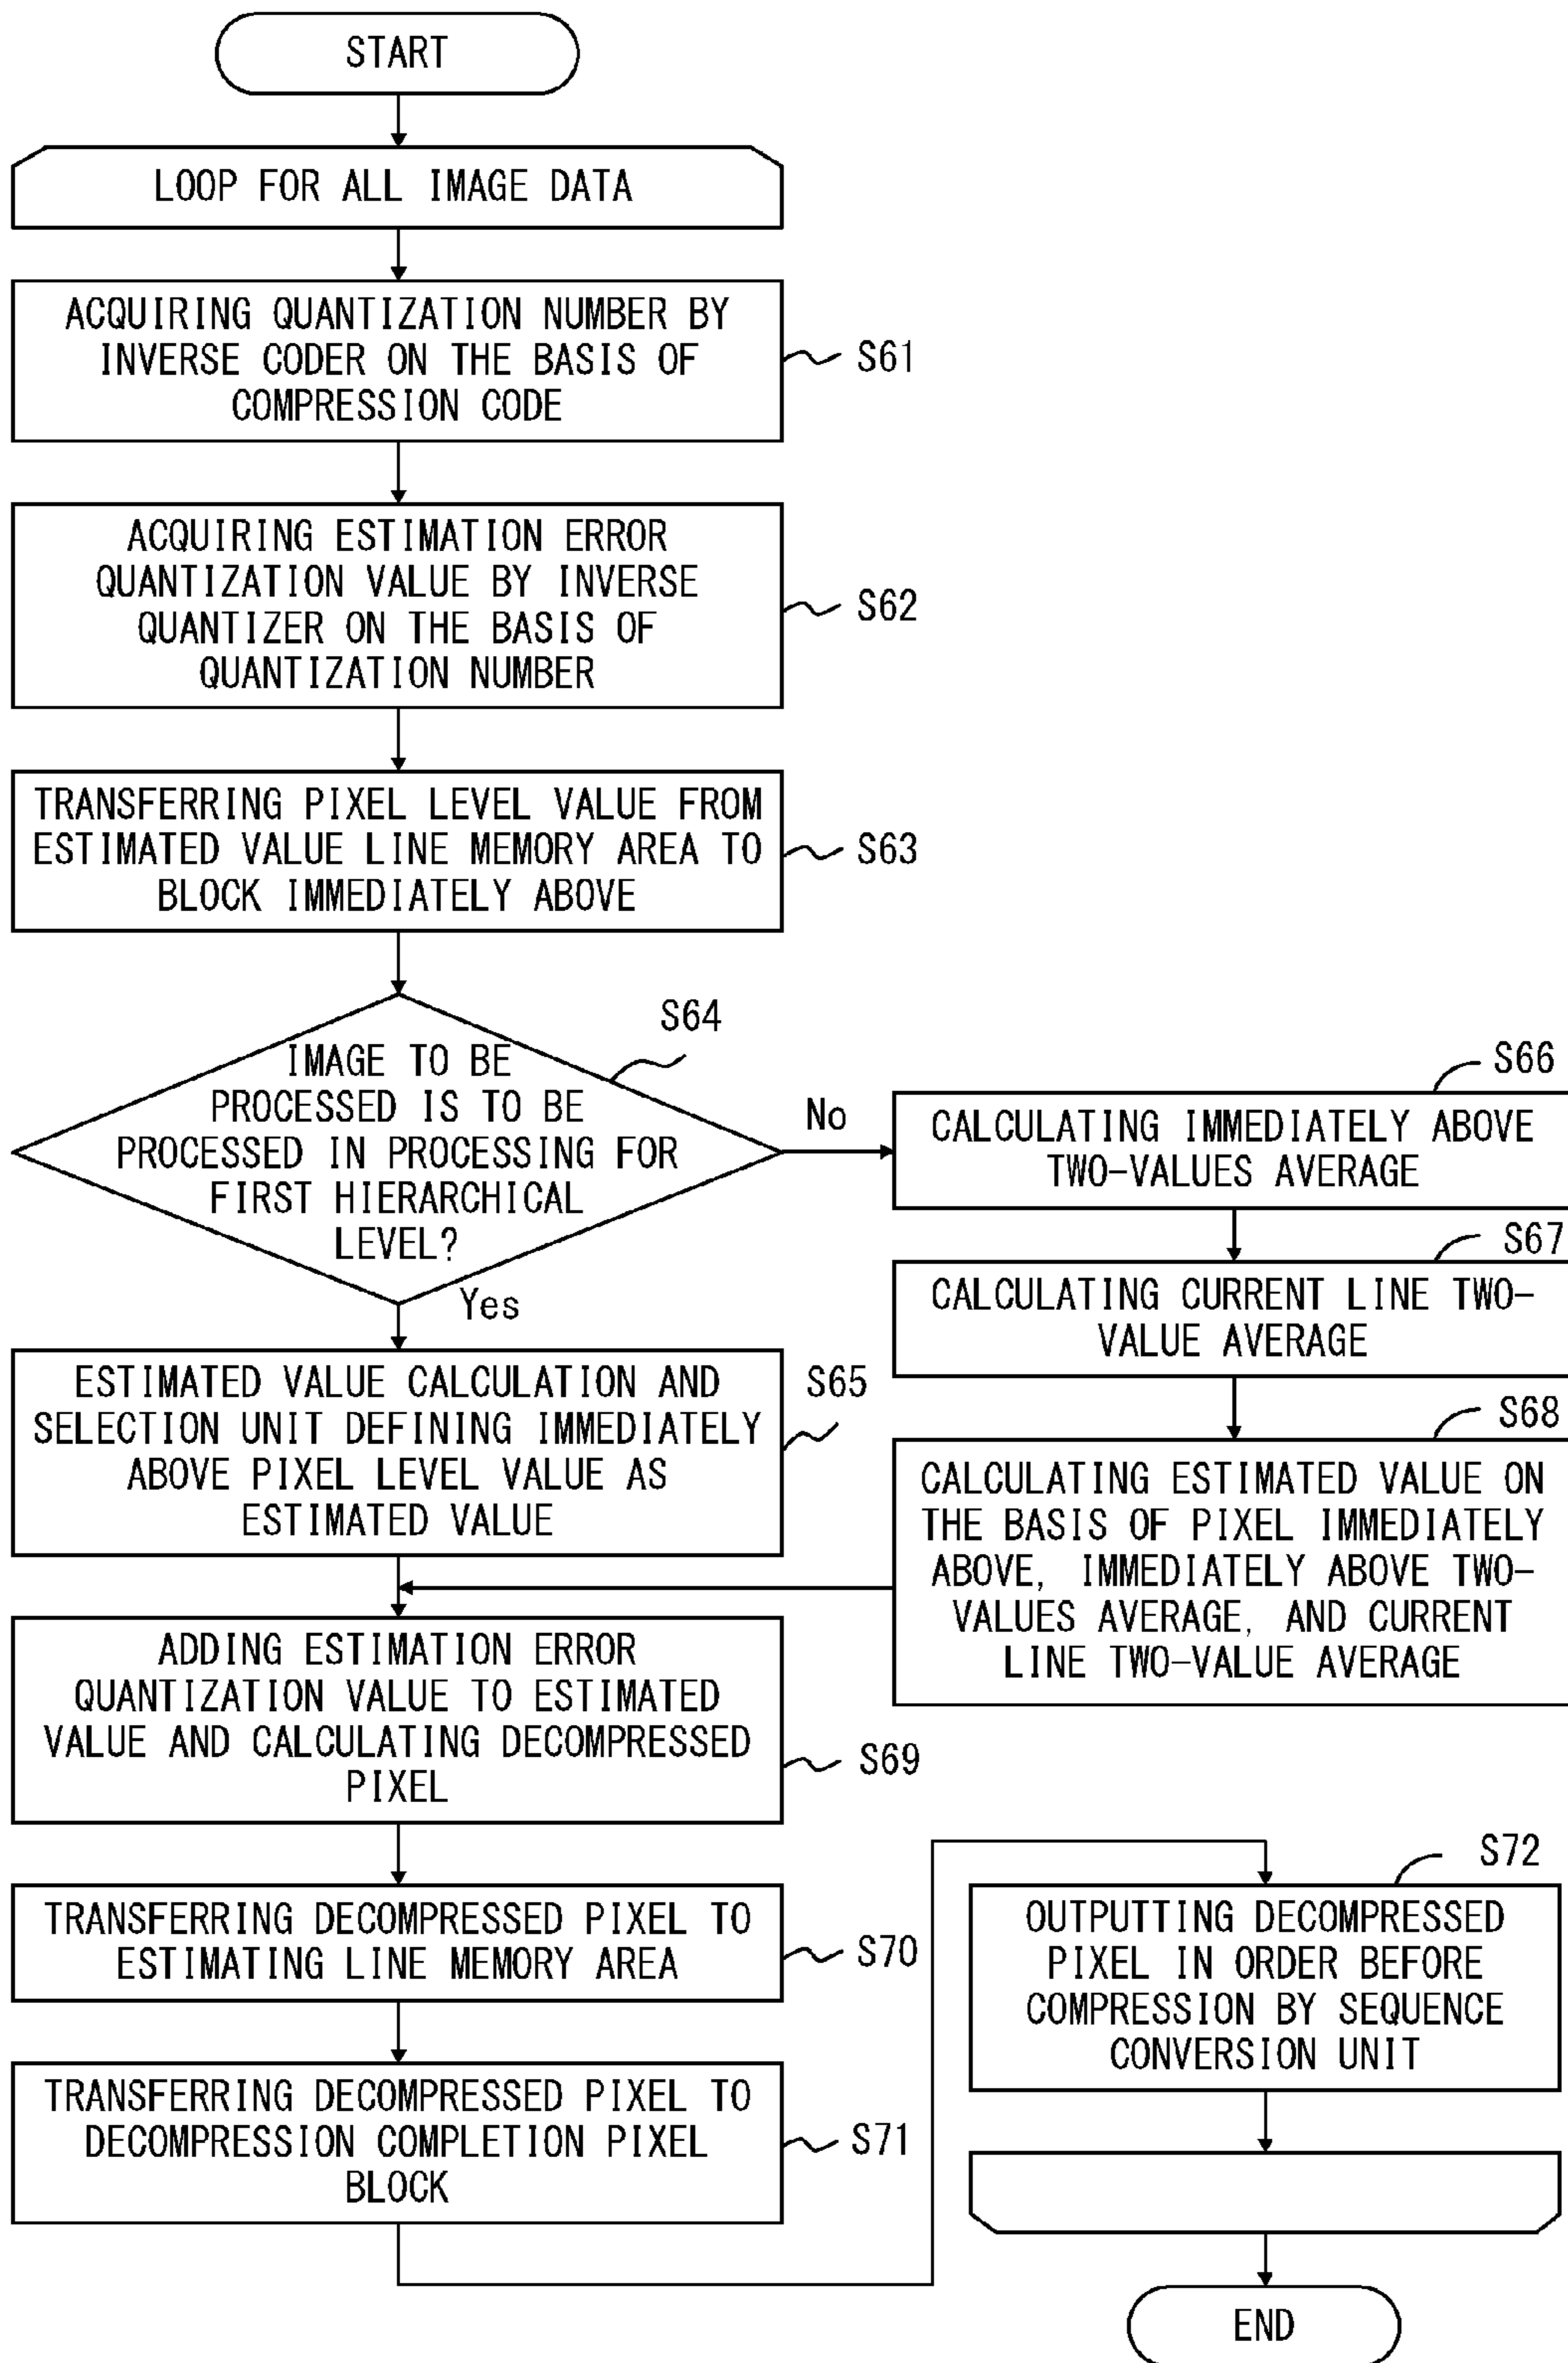 START
LOOP FOR ALL IMAGE DATA
ACQUIRING QUANTIZATION NUMBER BY
INVERSE CODER ON THE BASIS OF
COMPRESSION CODE
S61
ACQUIRING ESTIMATION ERROR
QUANTIZATION VALUE BY INVERSE
QUANTIZER ON THE BASIS OF
QUANTIZATION NUMBER
S62
TRANSFERRING PIXEL LEVEL VALUE FROM
ESTIMATED VALUE LINE MEMORY AREA TO
BLOCK IMMEDIATELY ABOVE
S63
S64
IMAGE TO BE
PROCESSED IS TO BE
PROCESSED IN PROCESSING FOR
FIRST HIERARCHICAL
LEVEL?
No
Yes
S66
CALCULATING IMMEDIATELY ABOVE
TWO-VALUES AVERAGE
S67
CALCULATING CURRENT LINE TWO-
VALUE AVERAGE
S68
CALCULATING ESTIMATED VALUE ON
THE BASIS OF PIXEL IMMEDIATELY
ABOVE, IMMEDIATELY ABOVE TWO-
VALUES AVERAGE, AND CURRENT
LINE TWO-VALUE AVERAGE
ESTIMATED VALUE CALCULATION AND
SELECTION UNIT DEFINING IMMEDIATELY
ABOVE PIXEL LEVEL VALUE AS
ESTIMATED VALUE
S65
ADDING ESTIMATION ERROR
QUANTIZATION VALUE TO ESTIMATED
VALUE AND CALCULATING DECOMPRESSED
PIXEL
S69
TRANSFERRING DECOMPRESSED PIXEL TO
ESTIMATING LINE MEMORY AREA
S70
TRANSFERRING DECOMPRESSED PIXEL TO
DECOMPRESSION COMPLETION PIXEL
BLOCK
S71
S72
OUTPUTTING DECOMPRESSED
PIXEL IN ORDER BEFORE
COMPRESSION BY SEQUENCE
CONVERSION UNIT
END